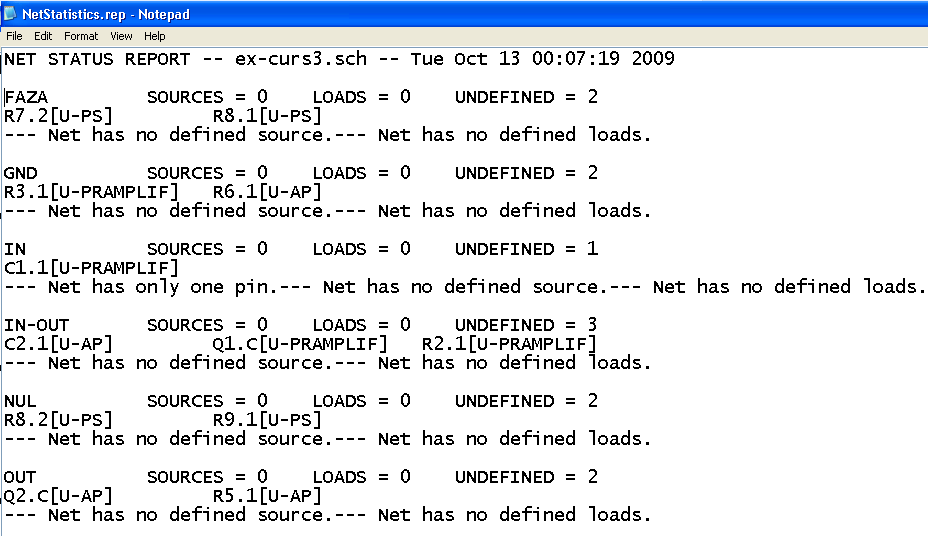 NetStatistics.rep - Notepad
File Edit Format View Help
NET STATUS REPORT -- ex-curs3.sch -- Tue Oct 13 00:07:19 2009
FAZA SOURCES = 0 LOADS = 0 UNDEFINED = 2
R7.2[U-PS] R8.1[U-PS]
--- Net has no defined source.--- Net has no defined loads.
GND SOURCES = 0 LOADS = 0 UNDEFINED = 2
R3.1[U-PRAMPLIF] R6.1[U-AP]
--- Net has no defined source.--- Net has no defined loads.
IN SOURCES = 0 LOADS = 0 UNDEFINED = 1
C1.1[U-PRAMPLIF]
--- Net has only one pin.--- Net has no defined source.--- Net has no defined loads.
IN-OUT SOURCES = 0 LOADS = 0 UNDEFINED = 3
C2.1[U-AP] Q1.C[U-PRAMPLIF] R2.1[U-PRAMPLIF]
--- Net has no defined source.--- Net has no defined loads.
NUL SOURCES = 0 LOADS = 0 UNDEFINED = 2
R8.2[U-PS] R9.1[U-PS]
--- Net has no defined source.--- Net has no defined loads.
OUT SOURCES = 0 LOADS = 0 UNDEFINED = 2
Q2.C[U-AP] R5.1[U-AP]
--- Net has no defined source.--- Net has no defined loads.